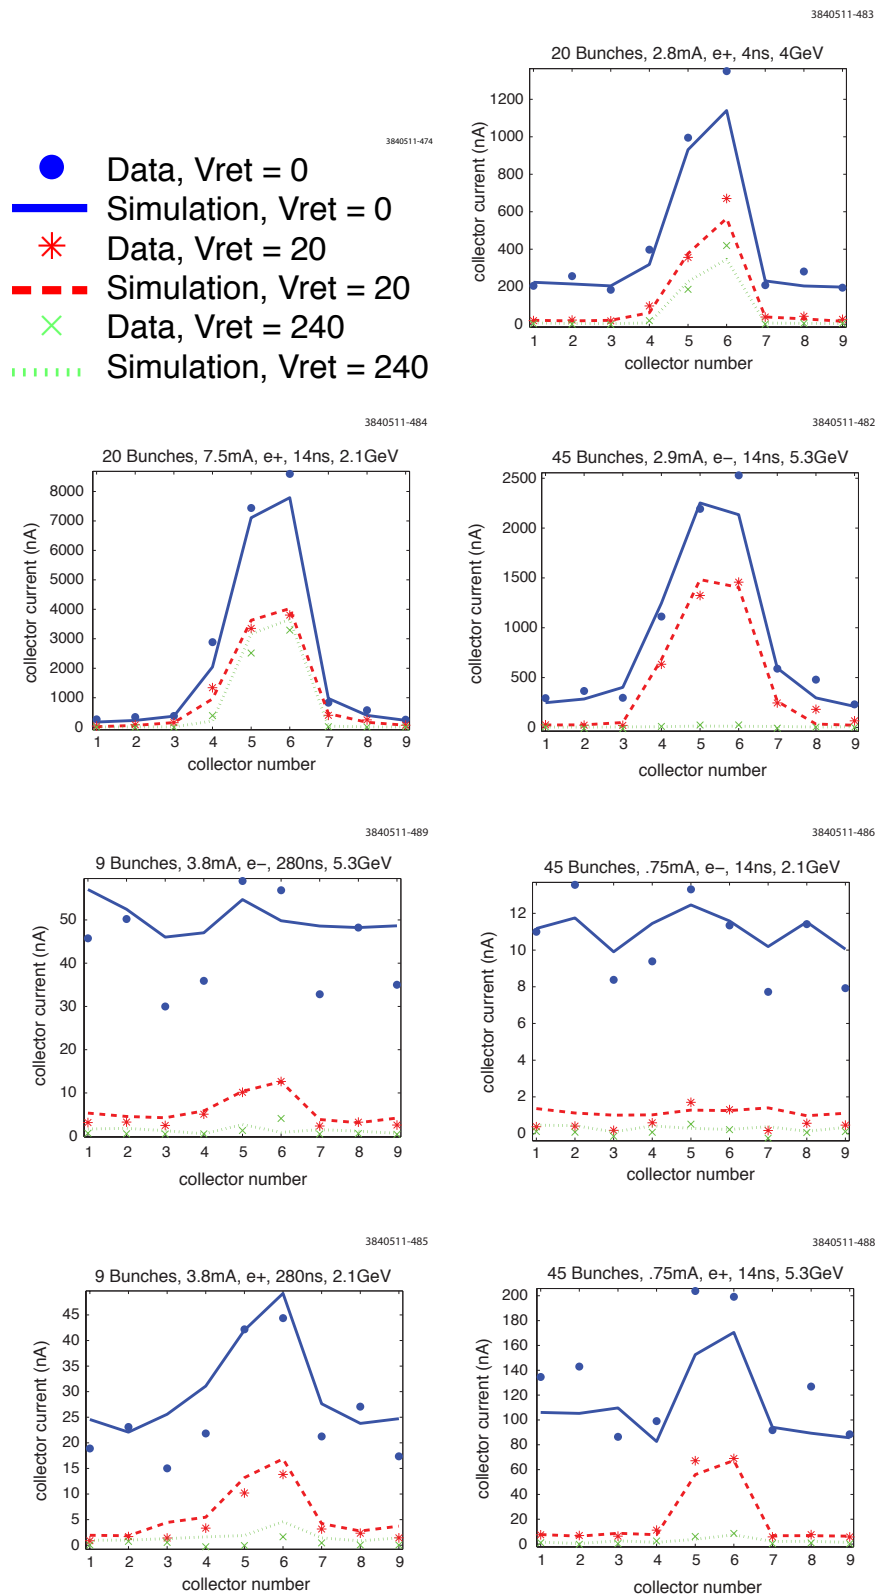 3840511-483
20 Bunches, 2.8mA, e+, 4ns, 4GeV
1200
1000
800
600
400
200
0
collector current (nA)
1 2 3 4 5 6 7 8 9
collector number
3840511-474
Data, Vret = 0
Simulation, Vret = 0
Data, Vret = 20
Simulation, Vret = 20
Data, Vret = 240
Simulation, Vret = 240
3840511-484
20 Bunches, 7.5mA, e+, 14ns, 2.1GeV
8000
7000
6000
5000
4000
3000
2000
1000
0
collector current (nA)
1 2 3 4 5 6 7 8 9
collector number
3840511-482
45 Bunches, 2.9mA, e−, 14ns, 5.3GeV
2500
2000
1500
1000
500
0
collector current (nA)
1 2 3 4 5 6 7 8 9
collector number
3840511-489
9 Bunches, 3.8mA, e−, 280ns, 5.3GeV
50
40
30
20
10
0
collector current (nA)
1 2 3 4 5 6 7 8 9
collector number
3840511-486
45 Bunches, .75mA, e−, 14ns, 2.1GeV
12
10
8
6
4
2
0
collector current (nA)
1 2 3 4 5 6 7 8 9
collector number
3840511-485
9 Bunches, 3.8mA, e+, 280ns, 2.1GeV
45
40
35
30
25
20
15
10
5
0
collector current (nA)
1 2 3 4 5 6 7 8 9
collector number
3840511-488
45 Bunches, .75mA, e+, 14ns, 5.3GeV
200
180
160
140
120
100
80
60
40
20
0
collector current (nA)
1 2 3 4 5 6 7 8 9
collector number